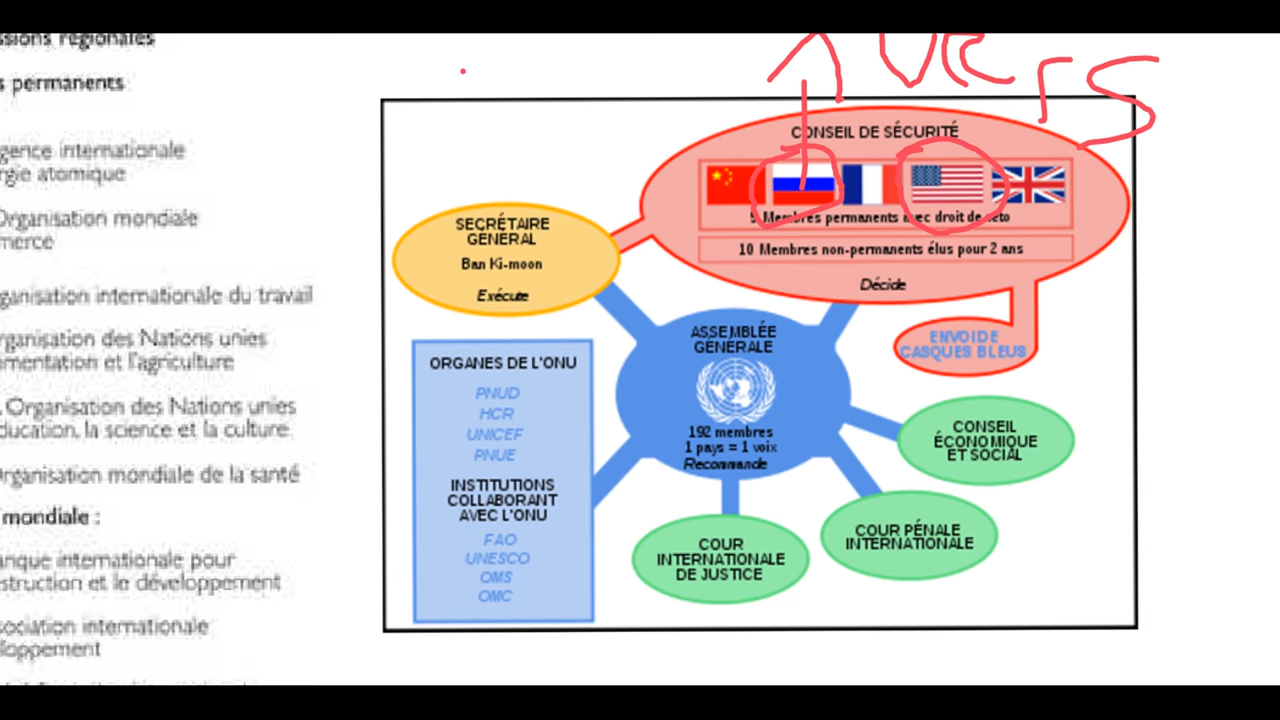 ssions régionales
s permanents
gence internationale
rgie atomique
Organisation mondiale
merce
rganisation internationale du travail
rganisation des Nations unies
mentation et l'agriculture
. Organisation des Nations unies
ducation, la science et la culture
Organisation mondiale de la santé
mondiale :
anque internationale pour
struction et le développement
sociation internationale
loppement
URSS
CONSEIL DE SÉCURITÉ
5 Membres permanents avec droit de veto
10 Membres non-permanents élus pour 2 ans
Décide
ENVOI DE
CASQUES BLEUS
SECRÉTAIRE
GÉNÉRAL
Ban Ki-moon
Exécute
ASSEMBLÉE
GÉNÉRALE
192 membres
1 pays = 1 voix
Recommande
ORGANES DE L'ONU
PNUD
HCR
UNICEF
PNUE
INSTITUTIONS
COLLABORANT
AVEC L'ONU
FAO
UNESCO
OMS
OMC
CONSEIL
ÉCONOMIQUE
ET SOCIAL
COUR PÉNALE
INTERNATIONALE
COUR
INTERNATIONALE
DE JUSTICE